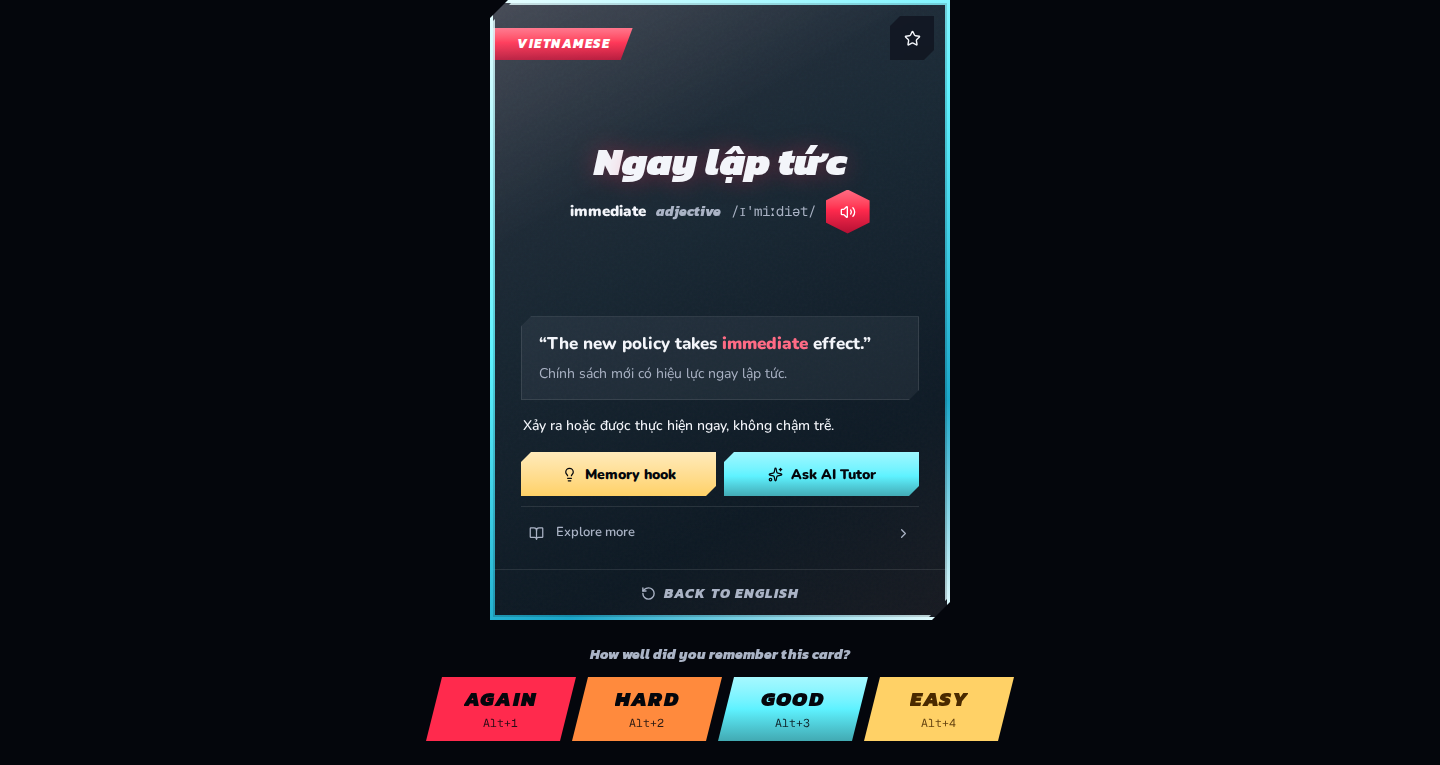 VIETNAMESE
Ngay lập tức
immediate adjective /ɪˈmiːdiət/
“The new policy takes immediate effect.”
Chính sách mới có hiệu lực ngay lập tức.
Xảy ra hoặc được thực hiện ngay, không chậm trễ.
Memory hook Ask AI Tutor
Explore more
BACK TO ENGLISH
How well did you remember this card?
AGAIN HARD GOOD EASY
Alt+1 Alt+2 Alt+3 Alt+4